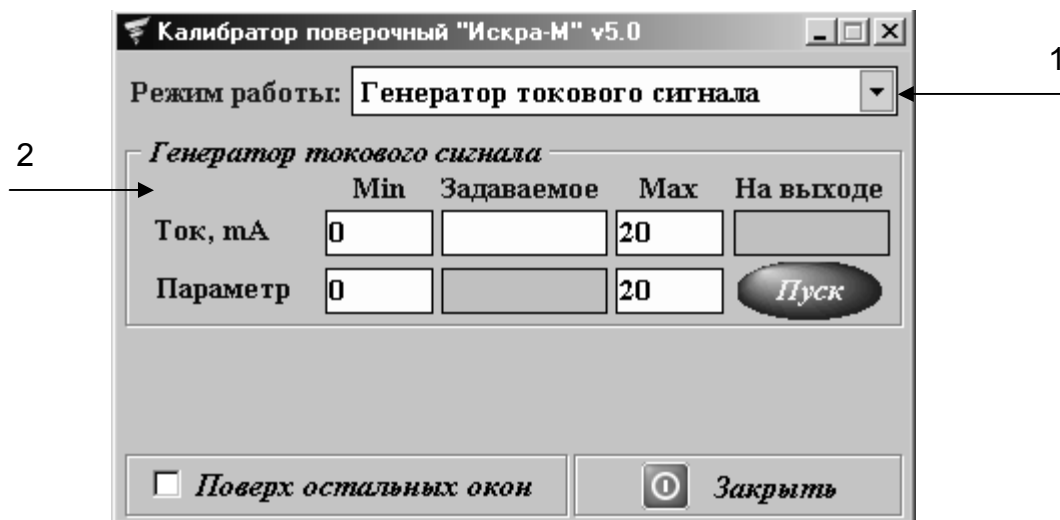 Калибратор поверочный "Искра-М" v5.0
1
Режим работы: Генератор токового сигнала
2
Генератор токового сигнала
Min Задаваемое Max На выходе
Ток, mA 0 20
Параметр 0 20 Пуск
Поверх остальных окон Закрыть